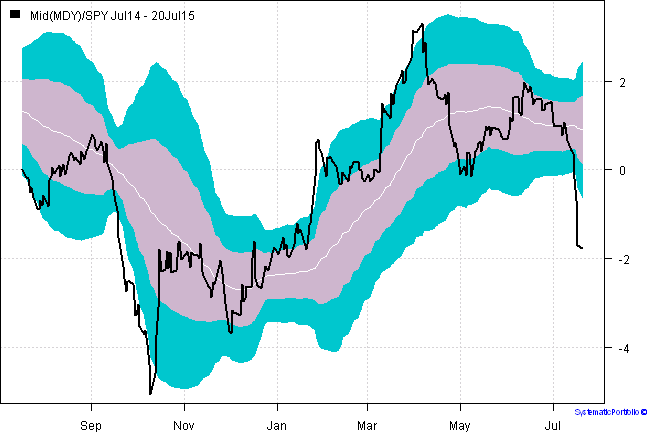 Mid(MDY)/SPY Jul14 - 20Jul15
2
0
-2
-4
Sep Nov Jan Mar May Jul
SystematicPortfolio ©